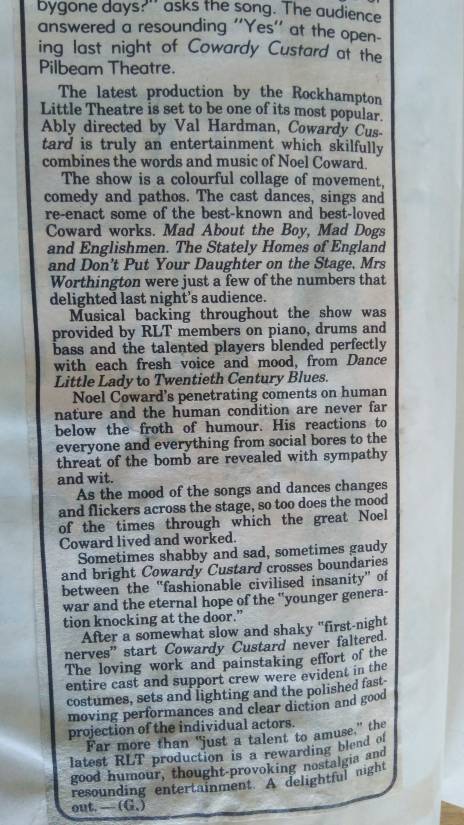 bygone days?" asks the song. The audience
answered a resounding "Yes" at the open-
ing last night of Cowardy Custard at the
Pilbeam Theatre.
The latest production by the Rockhampton
Little Theatre is set to be one of its most popular.
Ably directed by Val Hardman, Cowardy Cus-
tard is truly an entertainment which skilfully
combines the words and music of Noel Coward.
The show is a colourful collage of movement,
comedy and pathos. The cast dances, sings and
re-enact some of the best-known and best-loved
Coward works. Mad About the Boy, Mad Dogs
and Englishmen. The Stately Homes of England
and Don't Put Your Daughter on the Stage, Mrs
Worthington were just a few of the numbers that
delighted last night's audience.
Musical backing throughout the show was
provided by RLT members on piano, drums and
bass and the talented players blended perfectly
with each fresh voice and mood, from Dance
Little Lady to Twentieth Century Blues.
Noel Coward's penetrating coments on human
nature and the human condition are never far
below the froth of humour. His reactions to
everyone and everything from social bores to the
threat of the bomb are revealed with sympathy
and wit.
As the mood of the songs and dances changes
and flickers across the stage, so too does the mood
of the times through which the great Noel
Coward lived and worked.
Sometimes shabby and sad, sometimes gaudy
and bright Cowardy Custard crosses boundaries
between the "fashionable civilised insanity" of
war and the eternal hope of the "younger genera-
tion knocking at the door."
After a somewhat slow and shaky "first-night
nerves" start Cowardy Custard never faltered.
The loving work and painstaking effort of the
entire cast and support crew were evident in the
costumes, sets and lighting and the polished fast-
moving performances and clear diction and good
projection of the individual actors.
Far more than "just a talent to amuse," the
latest RLT production is a rewarding blend of
good humour, thought-provoking nostalgia and
resounding entertainment. A delightful night
out. — (G.)